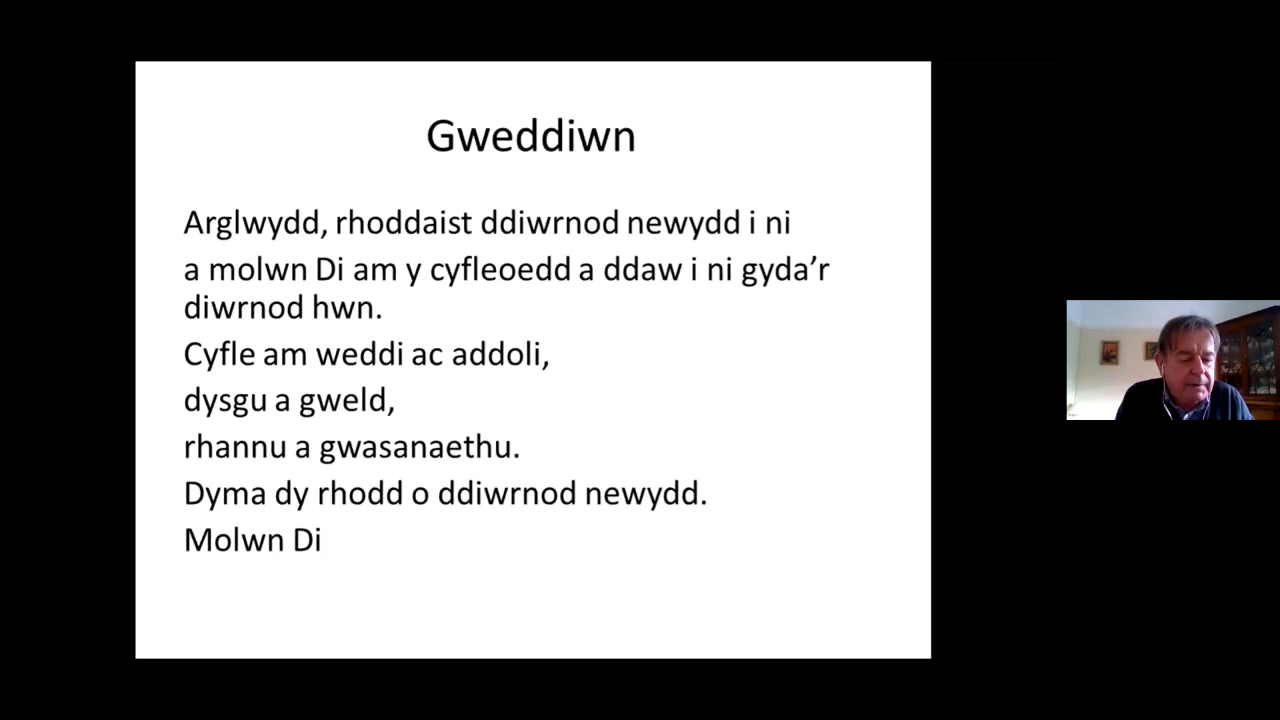 Gweddiwn
Arglwydd, rhoddaist ddiwrnod newydd i ni
a molwn Di am y cyfleoedd a ddaw i ni gyda’r
diwrnod hwn.
Cyfle am weddi ac addoli,
dysgu a gweld,
rhannu a gwasanaethu.
Dyma dy rhodd o ddiwrnod newydd.
Molwn Di